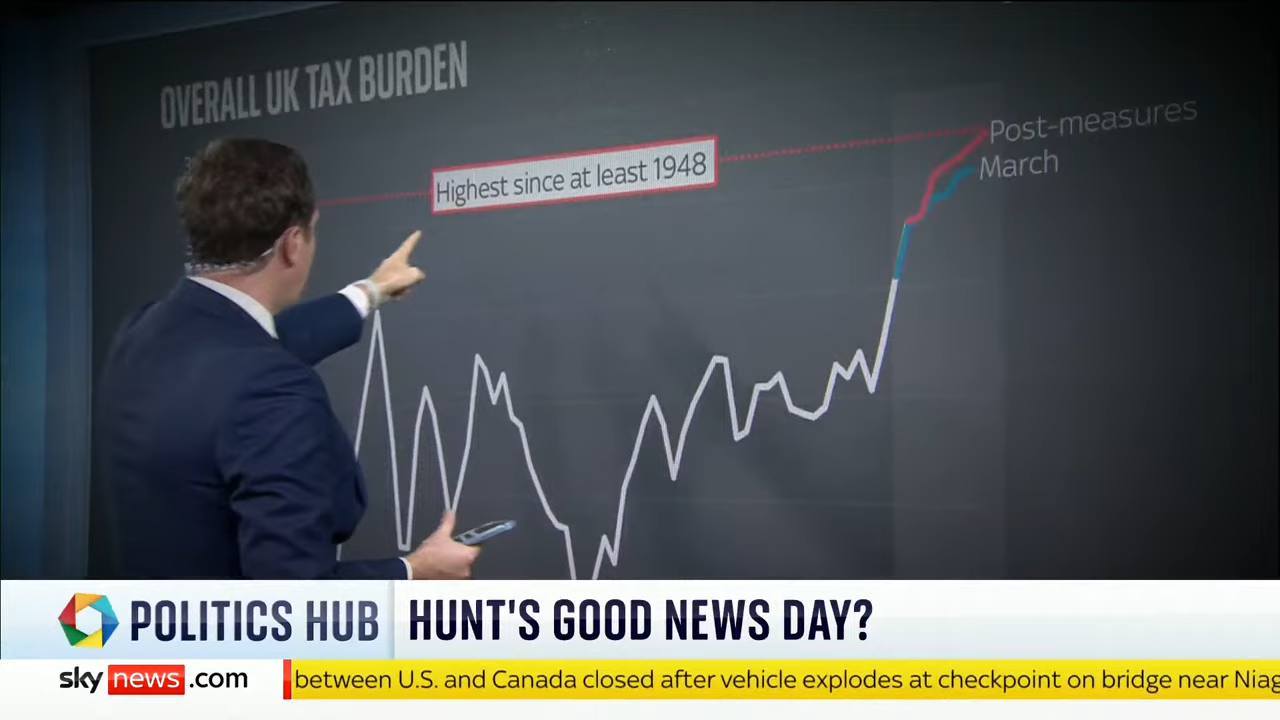 OVERALL UK TAX BURDEN
Post-measures
Highest since at least 1948
March
POLITICS HUB
HUNT'S GOOD NEWS DAY?
sky news.com
between U.S. and Canada closed after vehicle explodes at checkpoint on bridge near